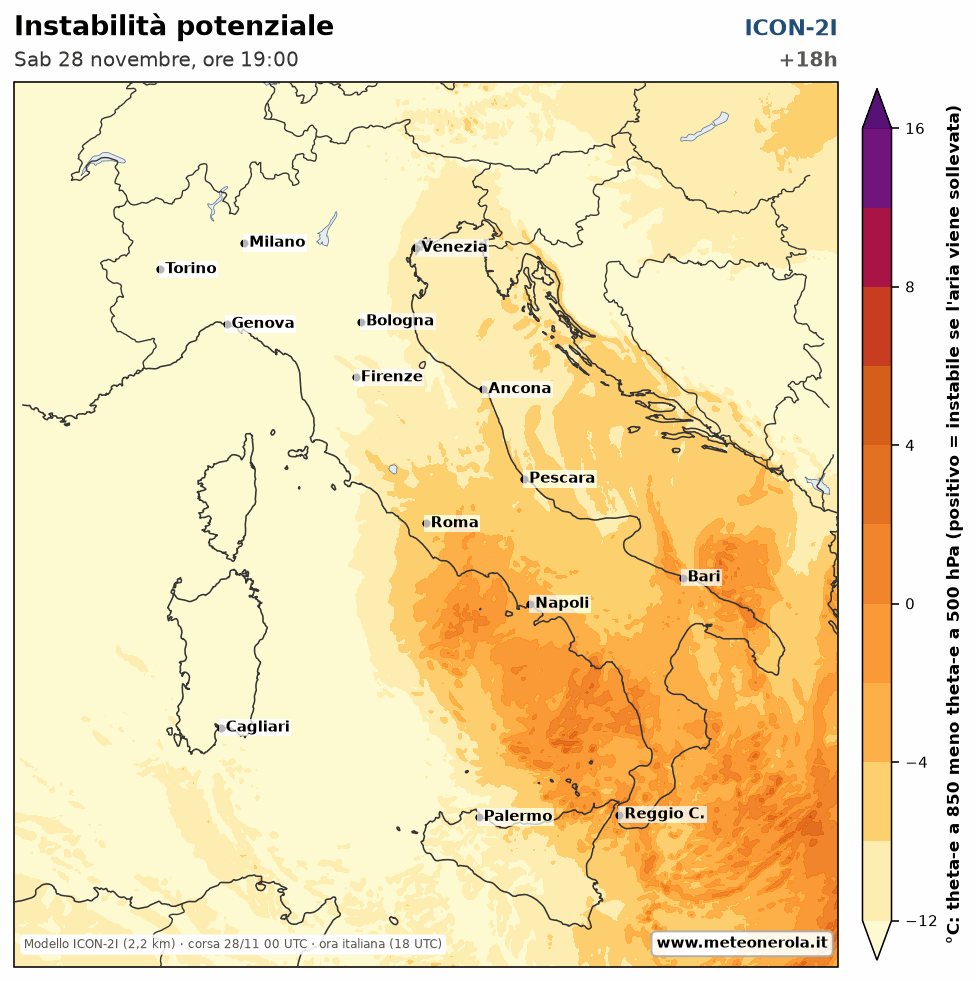 Instabilità potenziale
ICON-2I
Sab 28 novembre, ore 19:00
+18h
16
8
4
0
−4
−12
°C: theta-e a 850 meno theta-e a 500 hPa (positivo = instabile se l'aria viene sollevata)
Milano
Venezia
Torino
Genova
Bologna
Firenze
Ancona
Pescara
Roma
Bari
Napoli
Cagliari
Palermo
Reggio C.
Modello ICON-2I (2,2 km) · corsa 28/11 00 UTC · ora italiana (18 UTC)
www.meteonerola.it